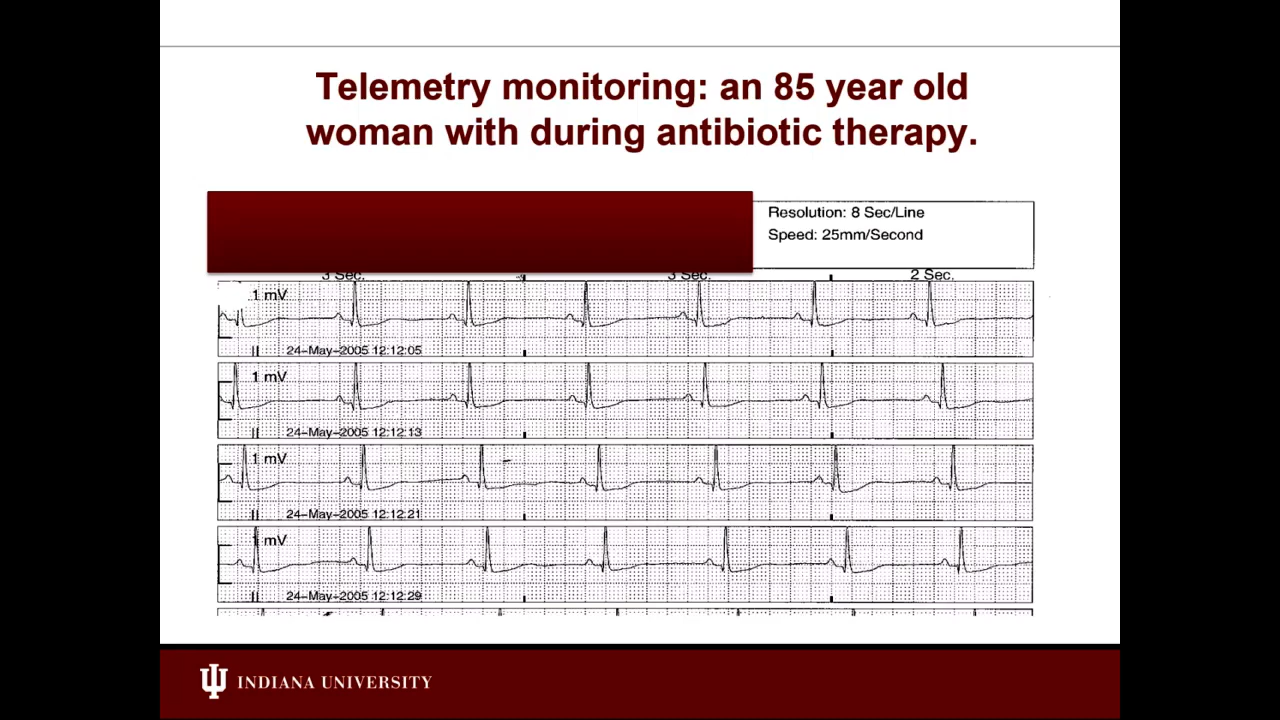 Telemetry monitoring: an 85 year old
woman with during antibiotic therapy.
Resolution: 8 Sec/Line
Speed: 25mm/Second
3 Sec. 3 Sec. 2 Sec.
1 mV
II 24-May-2005 12:12:05
1 mV
II 24-May-2005 12:12:13
1 mV
II 24-May-2005 12:12:21
1 mV
II 24-May-2005 12:12:29
INDIANA UNIVERSITY